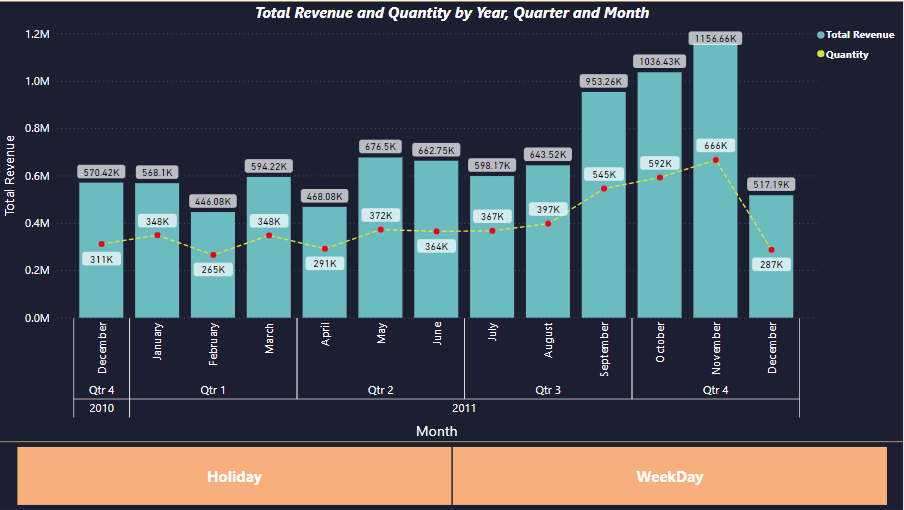 Total Revenue and Quantity by Year, Quarter and Month
Total Revenue
Quantity
1.2M
1.0M
0.8M
0.6M
0.4M
0.2M
0.0M
Total Revenue
570.42K
568.1K
446.08K
594.22K
468.08K
676.5K
662.75K
598.17K
643.52K
953.26K
1036.43K
1156.66K
517.19K
311K
348K
265K
348K
291K
372K
364K
367K
397K
545K
592K
666K
287K
December
January
February
March
April
May
June
July
August
September
October
November
December
Qtr 4
Qtr 1
Qtr 2
Qtr 3
Qtr 4
2010
2011
Month
Holiday
WeekDay